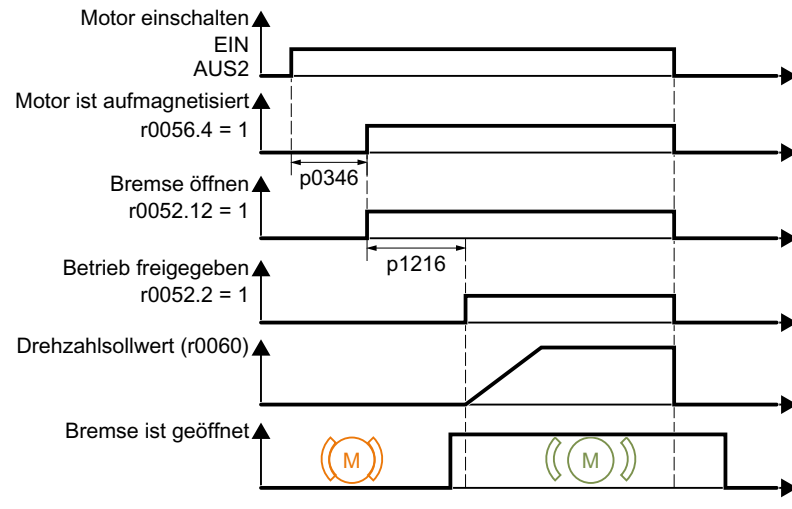 Motor einschalten
EIN
AUS2
Motor ist aufmagnetisiert
r0056.4 = 1
p0346
Bremse öffnen
r0052.12 = 1
p1216
Betrieb freigegeben
r0052.2 = 1
Drehzahlsollwert (r0060)
Bremse ist geöffnet
M
M